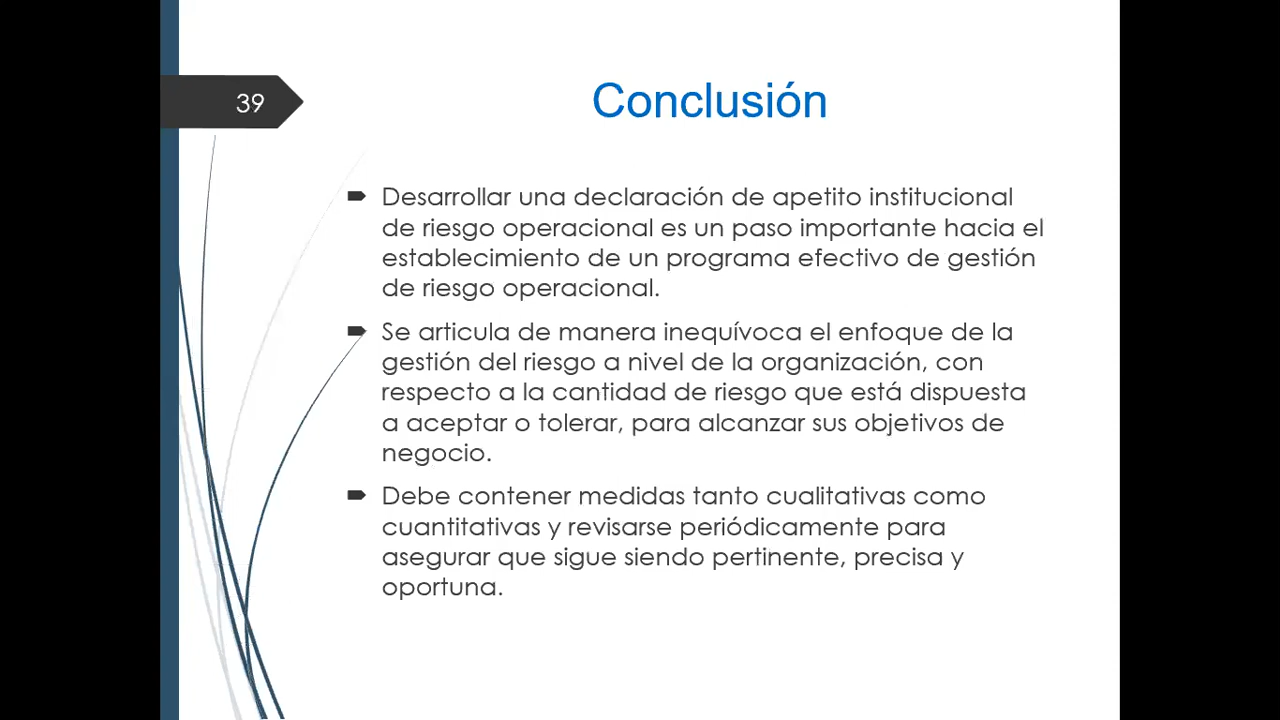 39
Conclusión
Desarrollar una declaración de apetito institucional
de riesgo operacional es un paso importante hacia el
establecimiento de un programa efectivo de gestión
de riesgo operacional.
Se articula de manera inequívoca el enfoque de la
gestión del riesgo a nivel de la organización, con
respecto a la cantidad de riesgo que está dispuesta
a aceptar o tolerar, para alcanzar sus objetivos de
negocio.
Debe contener medidas tanto cualitativas como
cuantitativas y revisarse periódicamente para
asegurar que sigue siendo pertinente, precisa y
oportuna.